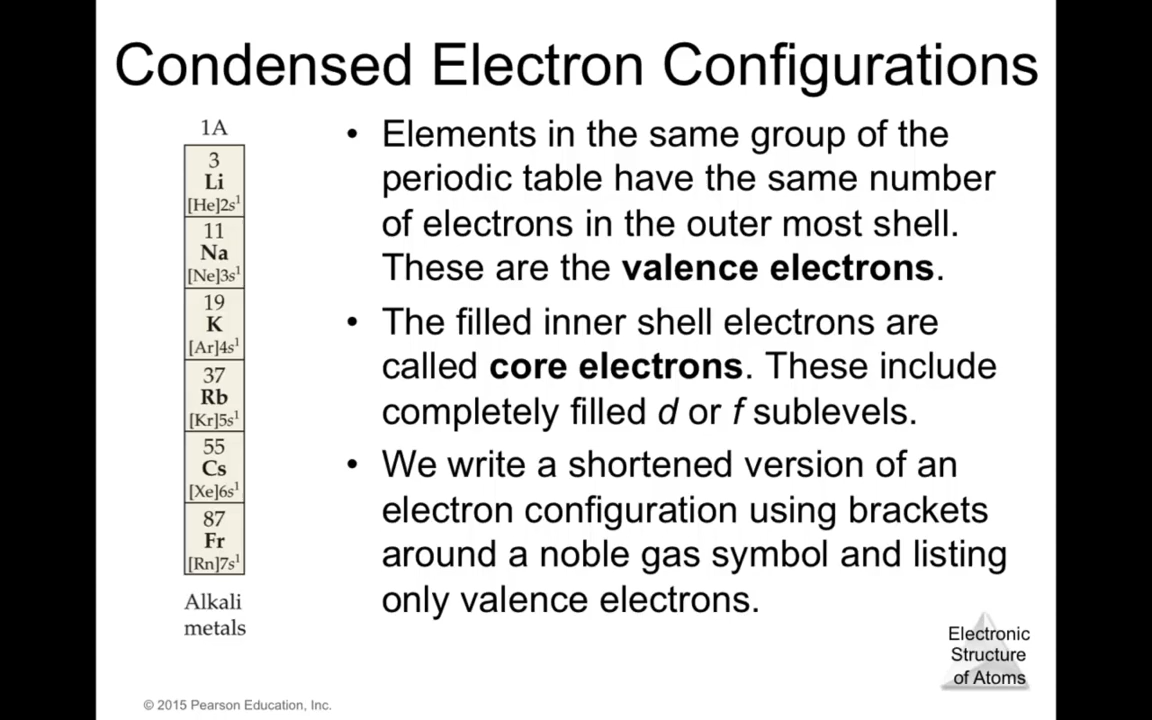 Condensed Electron Configurations
1A
3
Li
[He]2s¹
11
Na
[Ne]3s¹
19
K
[Ar]4s¹
37
Rb
[Kr]5s¹
55
Cs
[Xe]6s¹
87
Fr
[Rn]7s¹
Alkali
metals
• Elements in the same group of the
periodic table have the same number
of electrons in the outer most shell.
These are the valence electrons.
• The filled inner shell electrons are
called core electrons. These include
completely filled d or f sublevels.
• We write a shortened version of an
electron configuration using brackets
around a noble gas symbol and listing
only valence electrons.
Electronic
Structure
of Atoms
© 2015 Pearson Education, Inc.